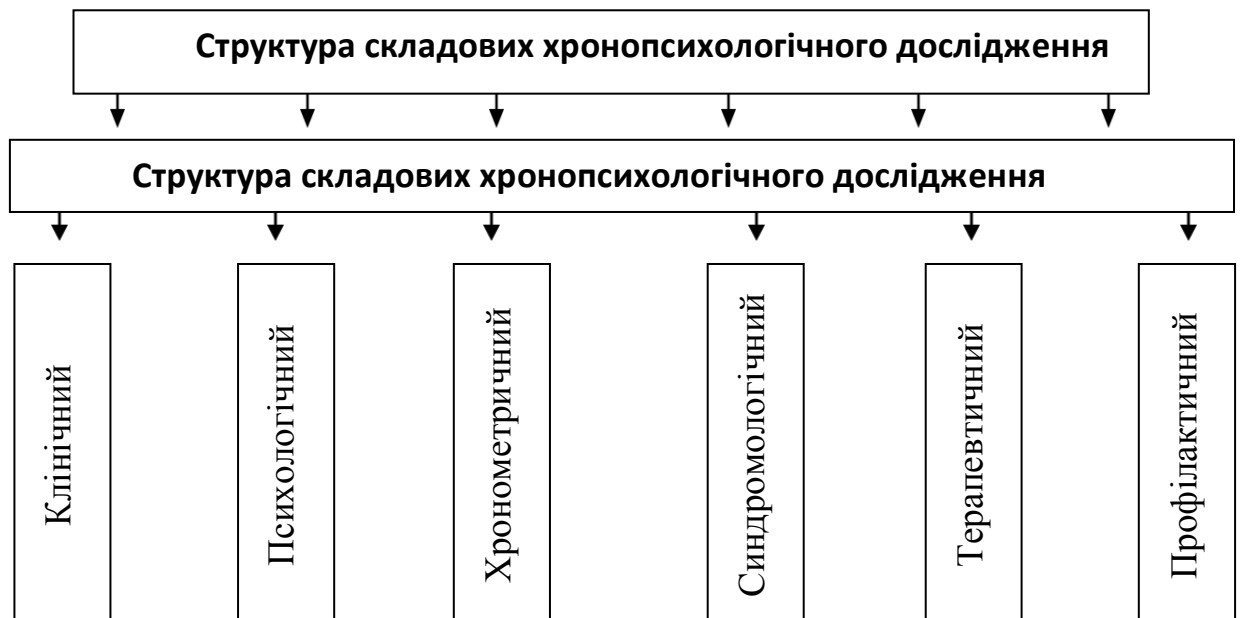 Структура складових хронопсихологічного дослідження
Структура складових хронопсихологічного дослідження
Клінічний
Психологічний
Хронометричний
Синдромологічний
Терапевтичний
Профілактичний